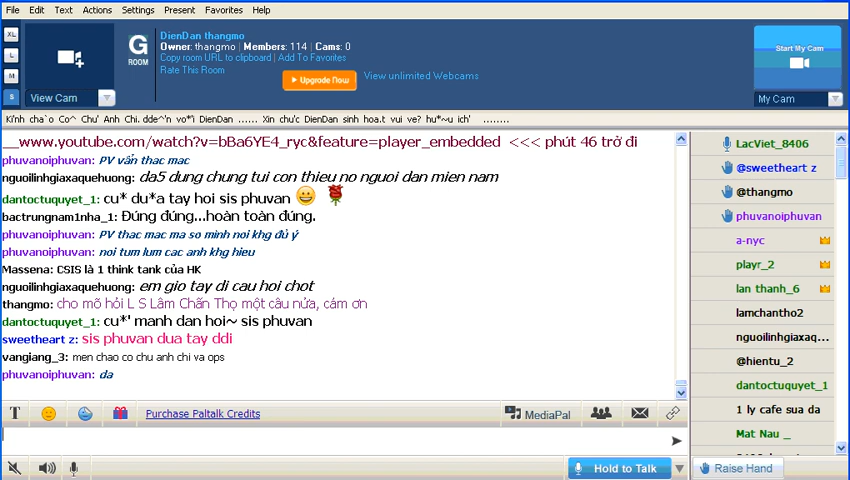 File Edit Text Actions Settings Present Favorites Help
XL
L
M
S
View Cam
G
ROOM
DienDan thangmo
Owner: thangmo | Members: 114 | Cams: 0
Copy room URL to clipboard | Add To Favorites
Rate This Room
Upgrade Now
View unlimited Webcams
Start My Cam
My Cam
Ki'nh cha`o Co^ Chu' Anh Chi. dde^'n vo*'i DienDan ...... Xin chu'c DienDan sinh hoa.t vui ve? hu*~u ich' ........
__www.youtube.com/watch?v=bBa6YE4_ryc&feature=player_embedded <<< phút 46 trở đi
phuvanoiphuvan: PV vẩn thac mac
nguoilinhgiaxaquehuong: da5 dung chung tui con thieu no nguoi dan mien nam
dantoctuquyet_1: cu* du*a tay hoi sis phuvan
bactrungnam1nha_1: Đúng đúng...hoàn toàn đúng.
phuvanoiphuvan: PV thac mac ma so minh noi khg đủ ý
phuvanoiphuvan: noi tum lum cac anh khg hieu
Massena: CSIS là 1 think tank của HK
nguoilinhgiaxaquehuong: em gio tay di cau hoi chot
thangmo: cho mõ hỏi L S Lâm Chấn Thọ một câu nửa, cám ơn
dantoctuquyet_1: cu*' manh dan hoi~ sis phuvan
sweetheart z: sis phuvan dua tay ddi
vangiang_3: men chao co chu anh chi va ops
phuvanoiphuvan: da
T
Purchase Paltalk Credits
MediaPal
Hold to Talk
LacViet_8406
@sweetheart z
@thangmo
phuvanoiphuvan
a-nyc
playr_2
lan thanh_6
lamchantho2
nguoilinhgiaxaq...
@hientu_2
dantoctuquyet_1
1 ly cafe sua da
Mat Nau _
Raise Hand